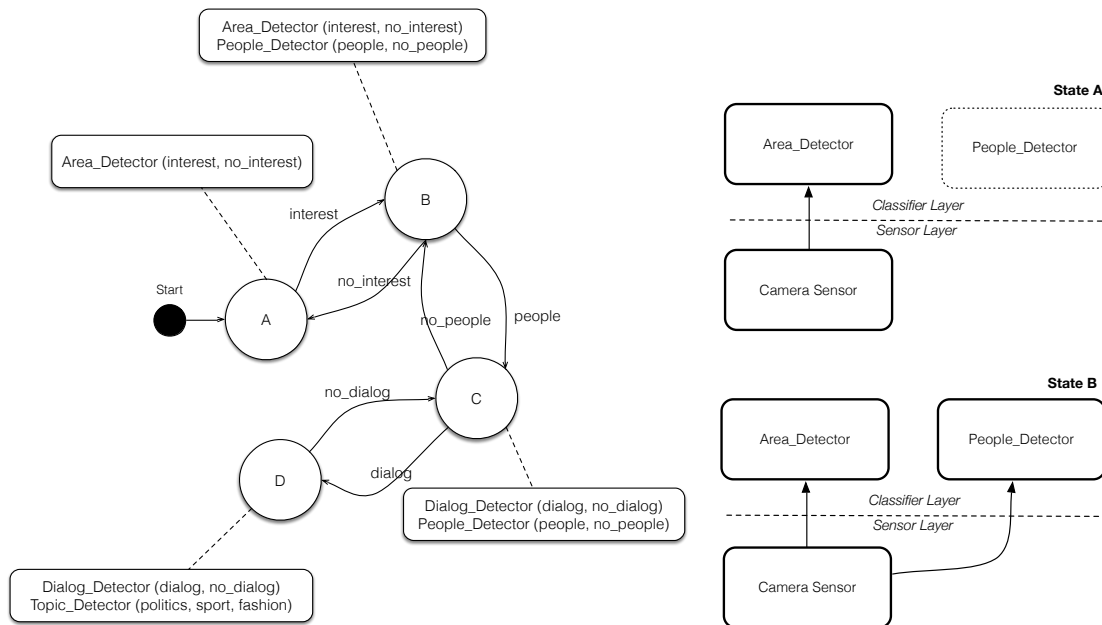 Area_Detector (interest, no_interest)
People_Detector (people, no_people)
Area_Detector (interest, no_interest)
B
interest
no_interest
Start
A
no_people
people
no_dialog
C
dialog
D
Dialog_Detector (dialog, no_dialog)
People_Detector (people, no_people)
Dialog_Detector (dialog, no_dialog)
Topic_Detector (politics, sport, fashion)
State A
Area_Detector
People_Detector
Classifier Layer
Sensor Layer
Camera Sensor
State B
Area_Detector
People_Detector
Classifier Layer
Sensor Layer
Camera Sensor